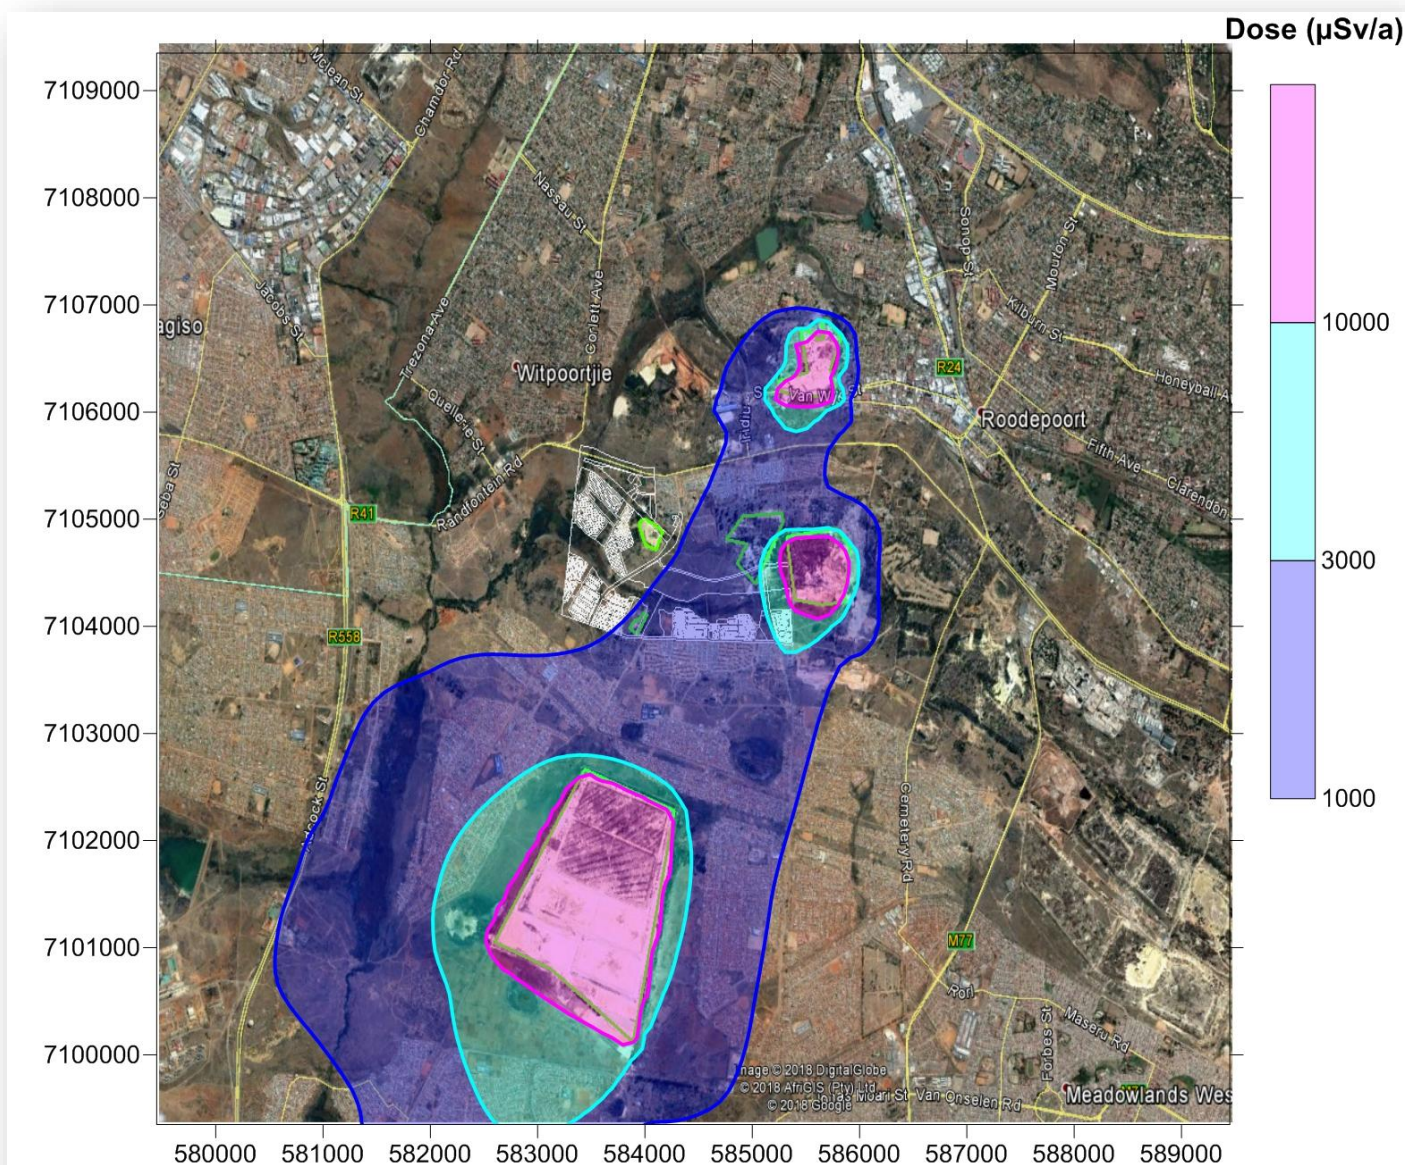 Dose (µSv/a)
7109000
7108000
7107000
7106000
7105000
7104000
7103000
7102000
7101000
7100000
Mclean St
Chamdor Rd
Nassau St
Sonop St
Mouton St
Jacobs St
agiso
Trezona Ave
Corlett Ave
Kilburn St
10000
Witpoortjie
R24
Honeyball A
Van W
Quellerie St
Roodepoort
Fifth Ave
Clarendon
Seba St
Randfontein Rd
R41
3000
R558
1000
Adcock St
Cemetery Rd
M77
Forbes St
Maseru Rd
Image © 2018 DigitalGlobe
© 2018 AfriGIS (Pty) Ltd.
© 2018 Google
Van Onselen Rd
Meadowlands Wes
580000 581000 582000 583000 584000 585000 586000 587000 588000 589000